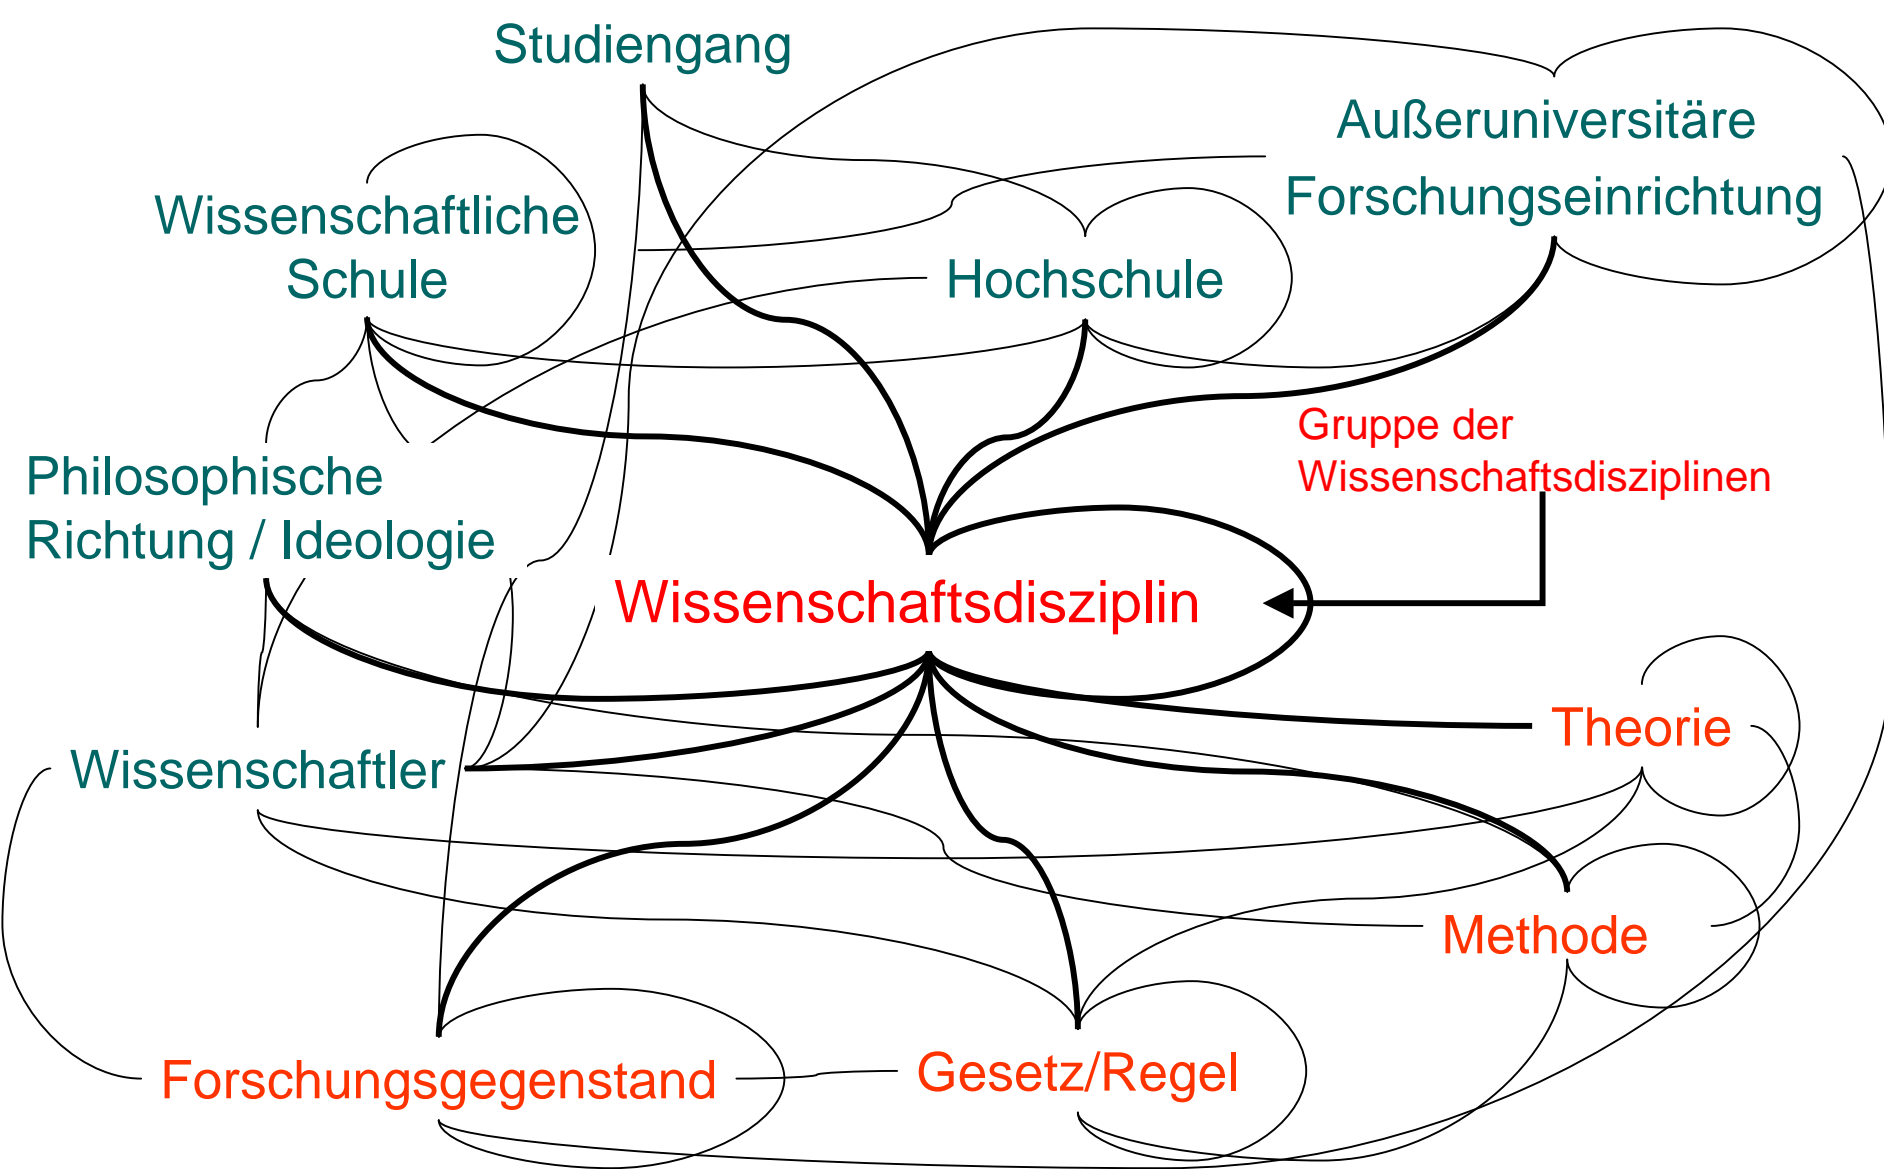 Studiengang
Außeruniversitäre
Forschungseinrichtung
Wissenschaftliche
Schule
Hochschule
Gruppe der
Wissenschaftsdisziplinen
Philosophische
Richtung / Ideologie
Wissenschaftsdisziplin
Theorie
Wissenschaftler
Methode
Forschungsgegenstand
Gesetz/Regel